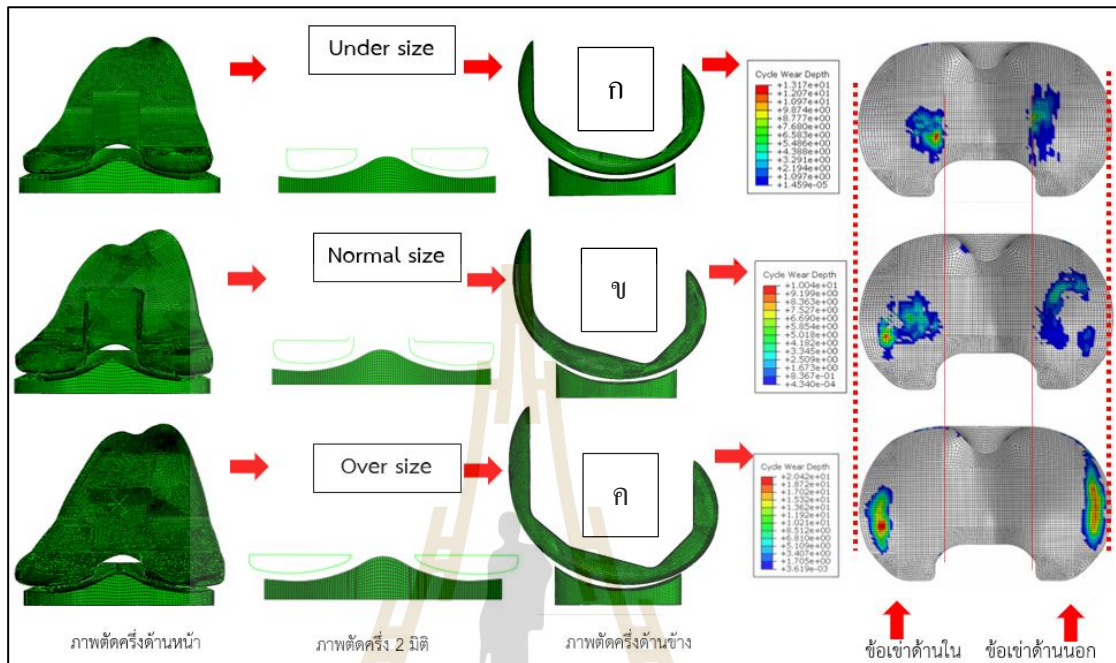 Under size
ก
Cycle Wear Depth
+1.317e+01
+1.207e+01
+1.097e+01
+9.874e+00
+8.777e+00
+7.680e+00
+6.583e+00
+5.486e+00
+4.388e+00
+3.291e+00
+2.194e+00
+1.097e+00
+1.459e-05
Normal size
ข
Cycle Wear Depth
+1.004e+01
+9.199e+00
+8.363e+00
+7.527e+00
+6.690e+00
+5.854e+00
+5.018e+00
+4.182e+00
+3.345e+00
+2.509e+00
+1.673e+00
+8.367e-01
+4.340e-04
Over size
ค
Cycle Wear Depth
+2.042e+01
+1.872e+01
+1.702e+01
+1.532e+01
+1.362e+01
+1.192e+01
+1.021e+01
+8.512e+00
+6.810e+00
+5.109e+00
+3.407e+00
+1.705e+00
+3.619e-03
ภาพตัดครึ่งด้านหน้า
ภาพตัดครึ่ง 2 มิติ
ภาพตัดครึ่งด้านข้าง
ข้อเข่าด้านใน
ข้อเข่าด้านนอก